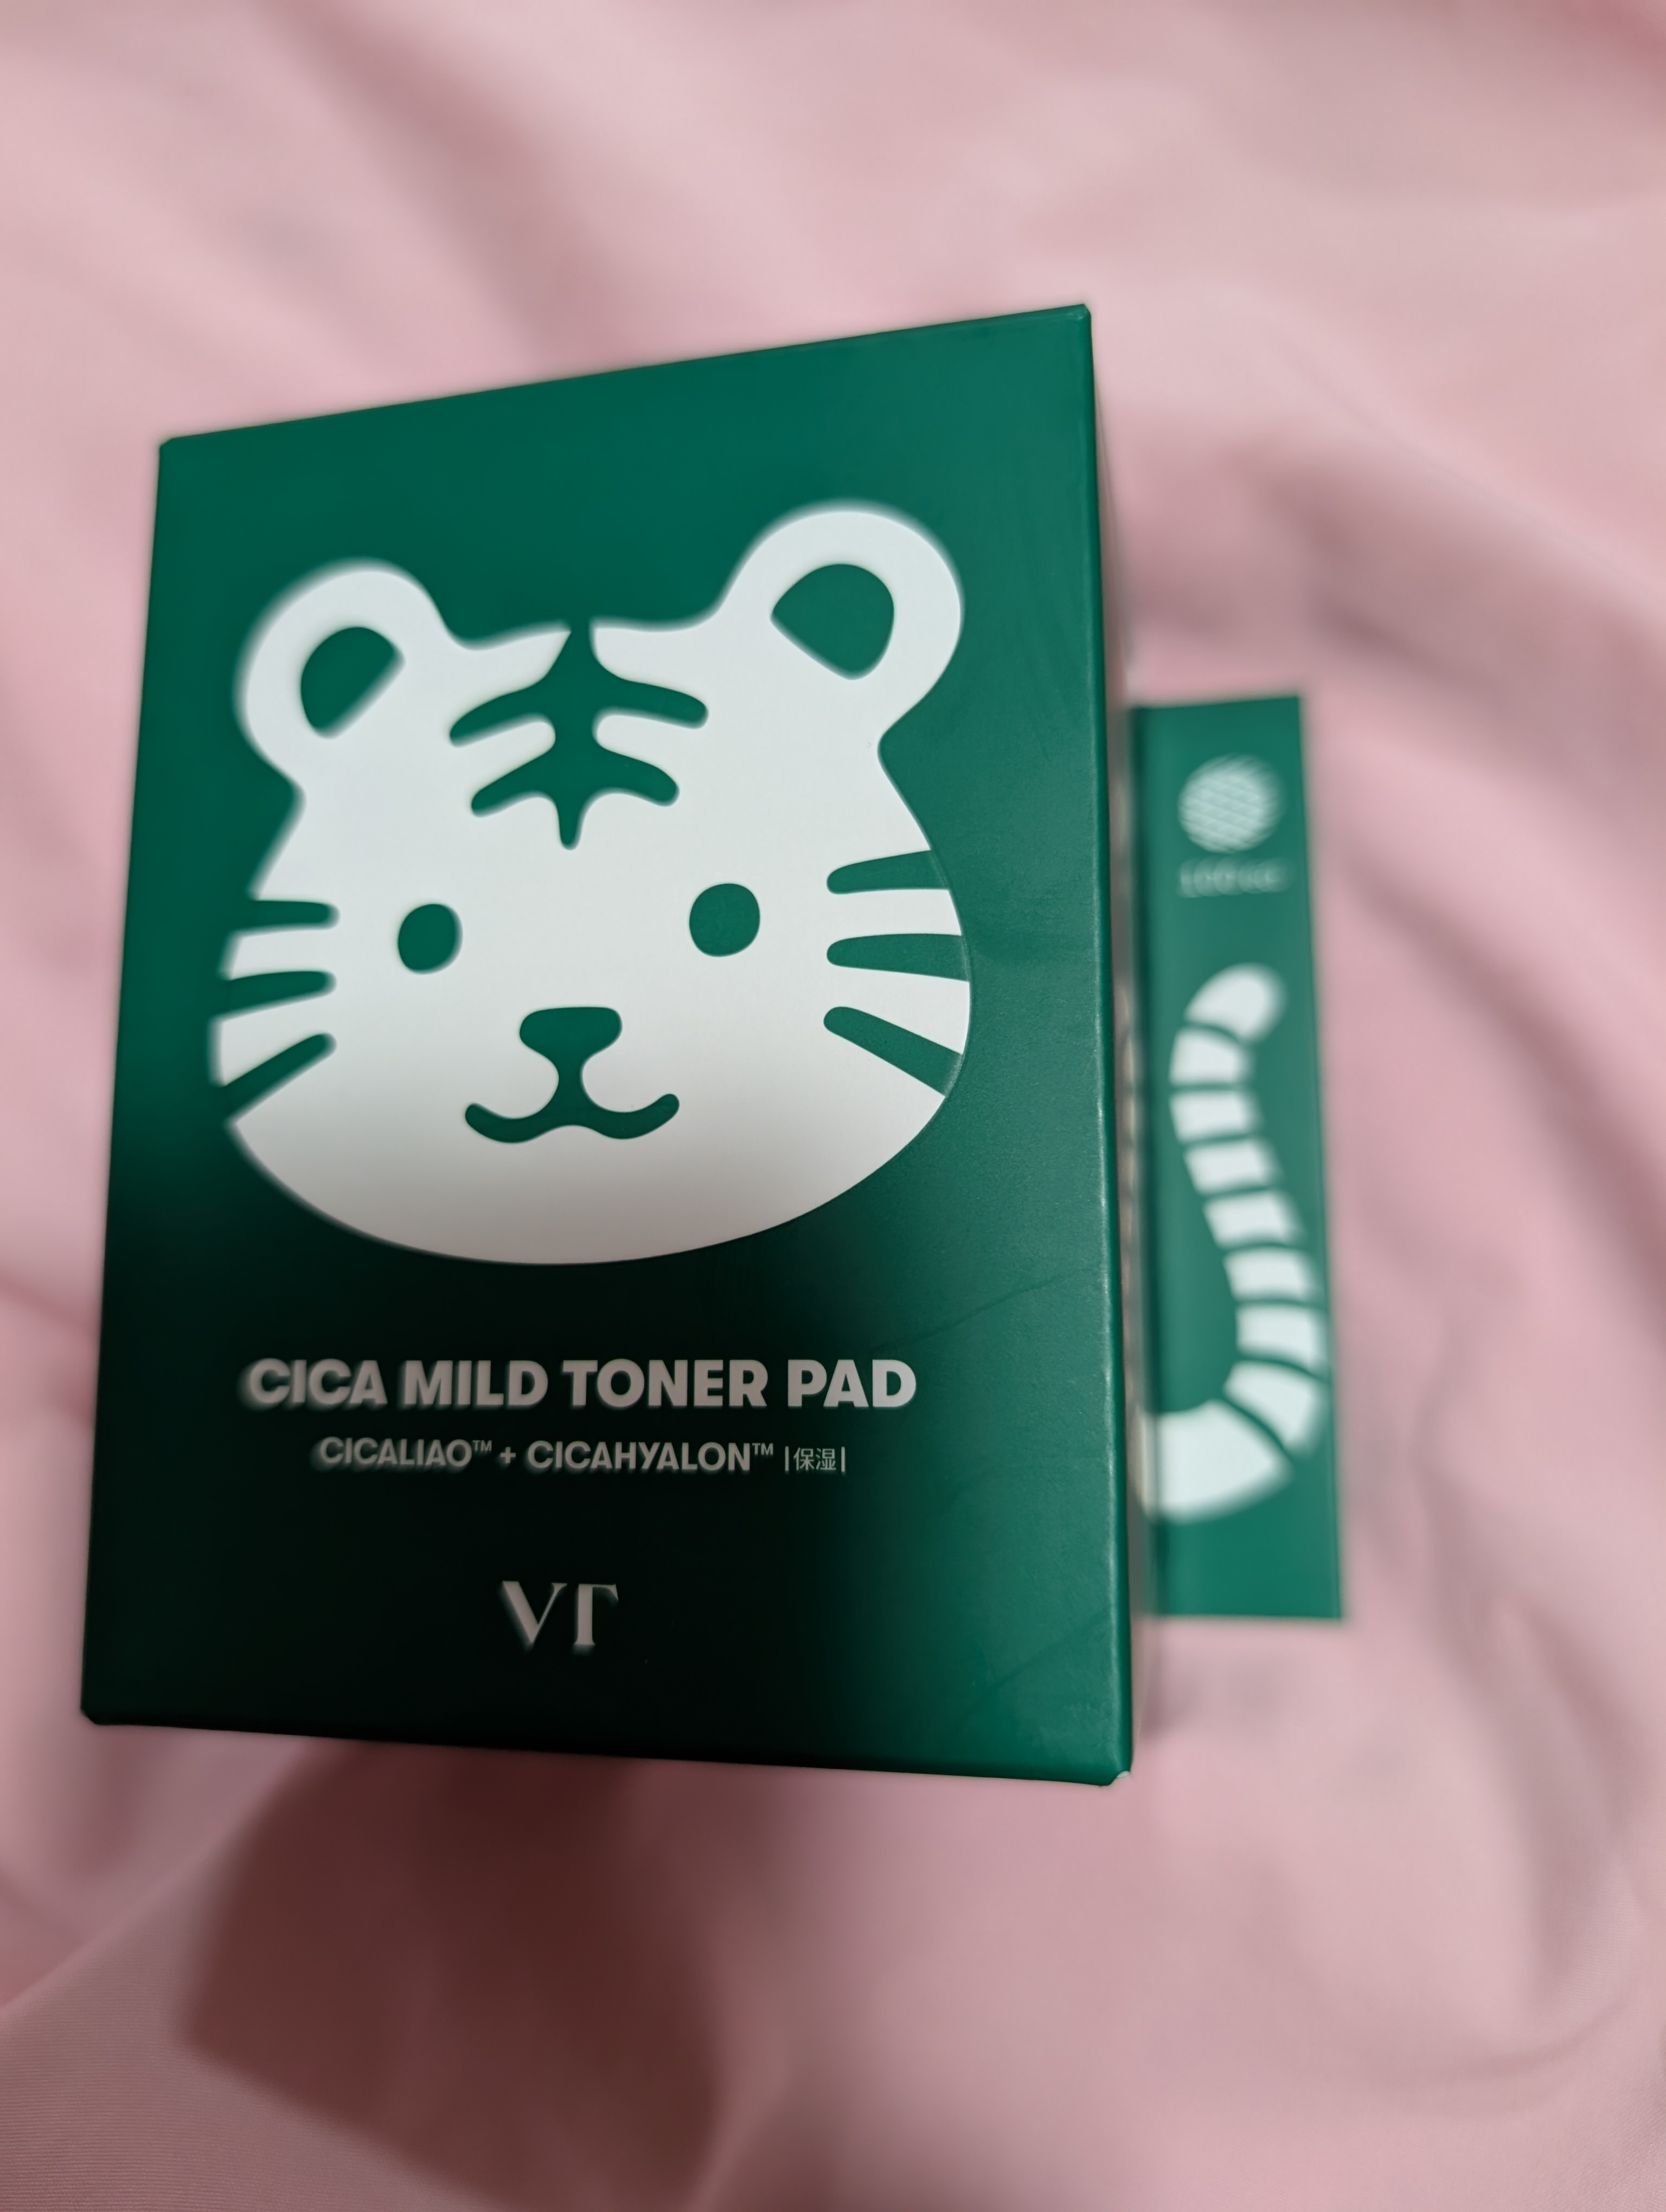 CICA MILD TONER PAD
CICALIAO™ + CICAHYALON™ |保湿|
VT